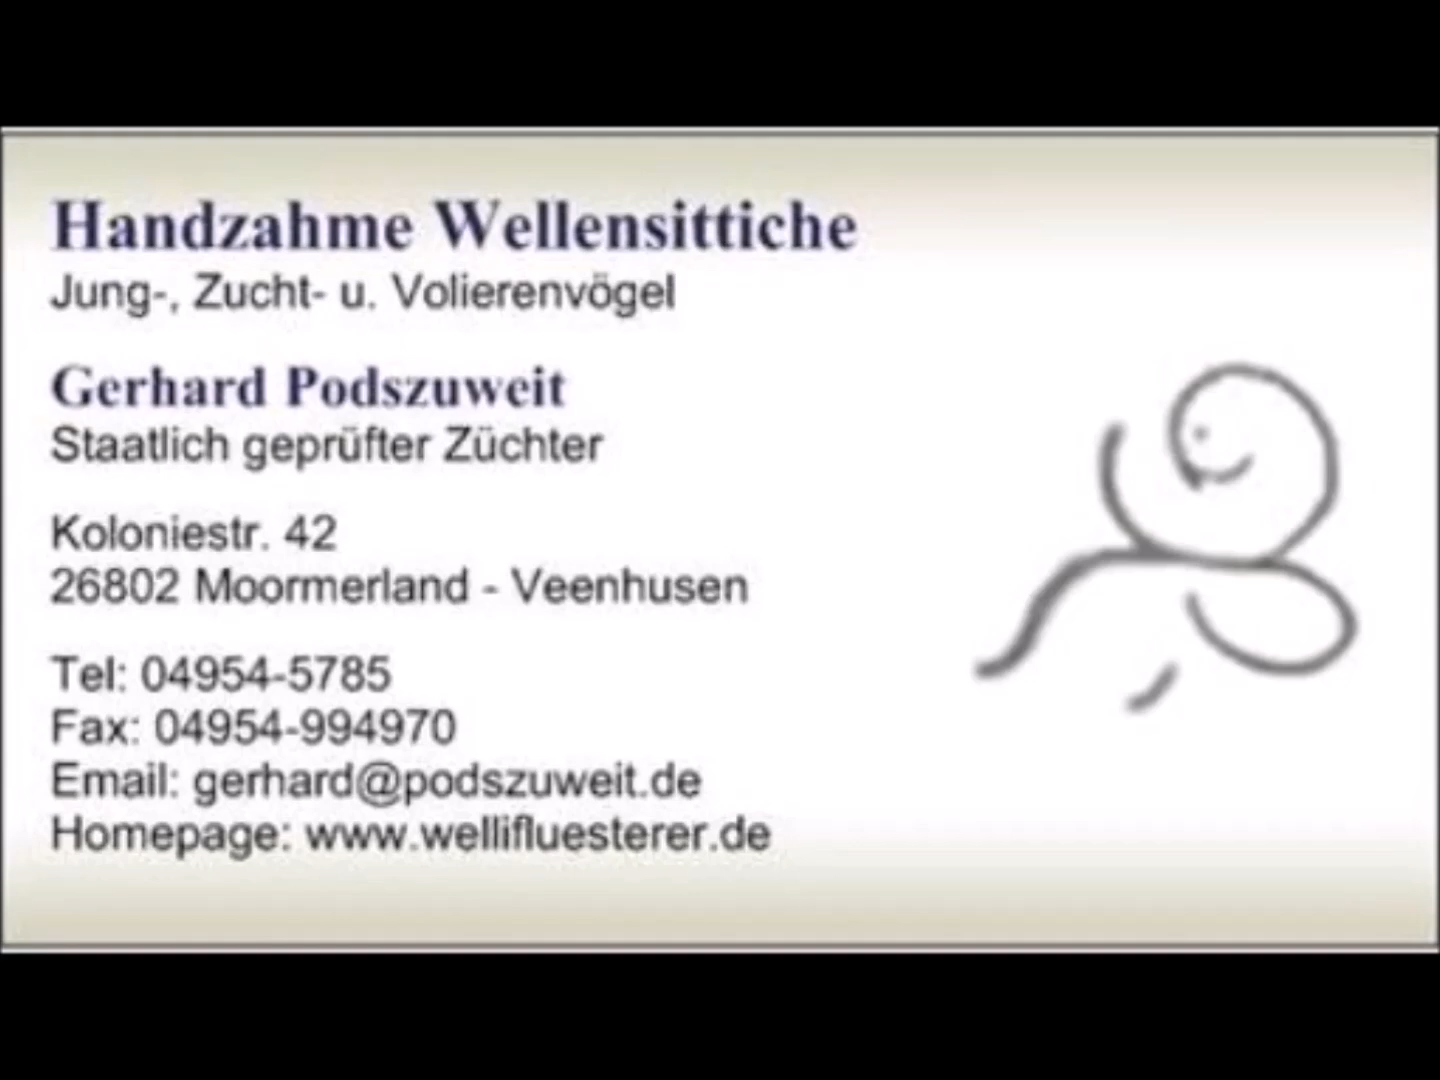 Handzahme Wellensittiche
Jung-, Zucht- u. Volierenvögel
Gerhard Podszuweit
Staatlich geprüfter Züchter
Koloniestr. 42
26802 Moormerland - Veenhusen
Tel: 04954-5785
Fax: 04954-994970
Email: gerhard@podszuweit.de
Homepage: www.wellifluesterer.de